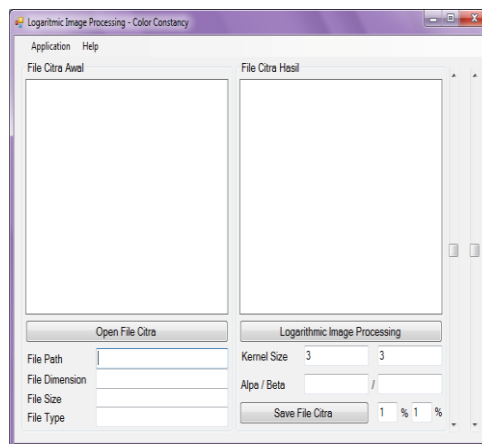 Logaritmic Image Processing - Color Constancy
Application Help
File Citra Awal
File Citra Hasil
Open File Citra
Logarithmic Image Processing
File Path
File Dimension
File Size
File Type
Kernel Size 3 3
Alpa / Beta /
Save File Citra 1 % 1 %